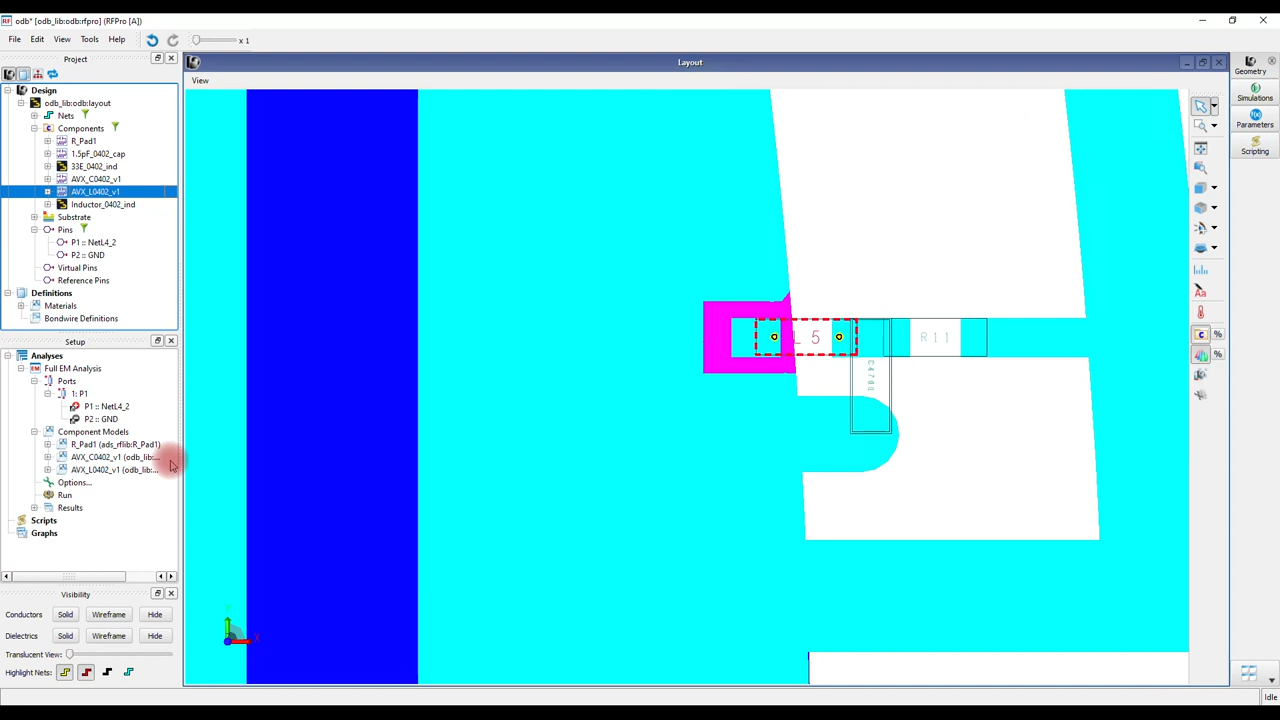 odb* [odb_lib:odb:rfpro] (RFPro [A])
File Edit View Tools Help
x 1
Project
Layout
View
Design
odb_lib:odb:layout
Nets
Components
R_Pad1
1.5pF_0402_cap
33E_0402_ind
AVX_C0402_v1
AVX_L0402_v1
Inductor_0402_ind
Substrate
Pins
P1 :: NetL4_2
P2 :: GND
Virtual Pins
Reference Pins
Definitions
Materials
Bondwire Definitions
Setup
Analyses
Full EM Analysis
Ports
1: P1
P1 :: NetL4_2
P2 :: GND
Component Models
R_Pad1 (ads_rflib:R_Pad1)
AVX_C0402_v1 (odb_lib:...
AVX_L0402_v1 (odb_lib:...
Options...
Run
Results
Scripts
Graphs
Visibility
Conductors Solid Wireframe Hide
Dielectrics Solid Wireframe Hide
Translucent View:
Highlight Nets:
L 5
R11
X
Geometry
Simulations
Parameters
Scripting
Aa
%
%
Idle